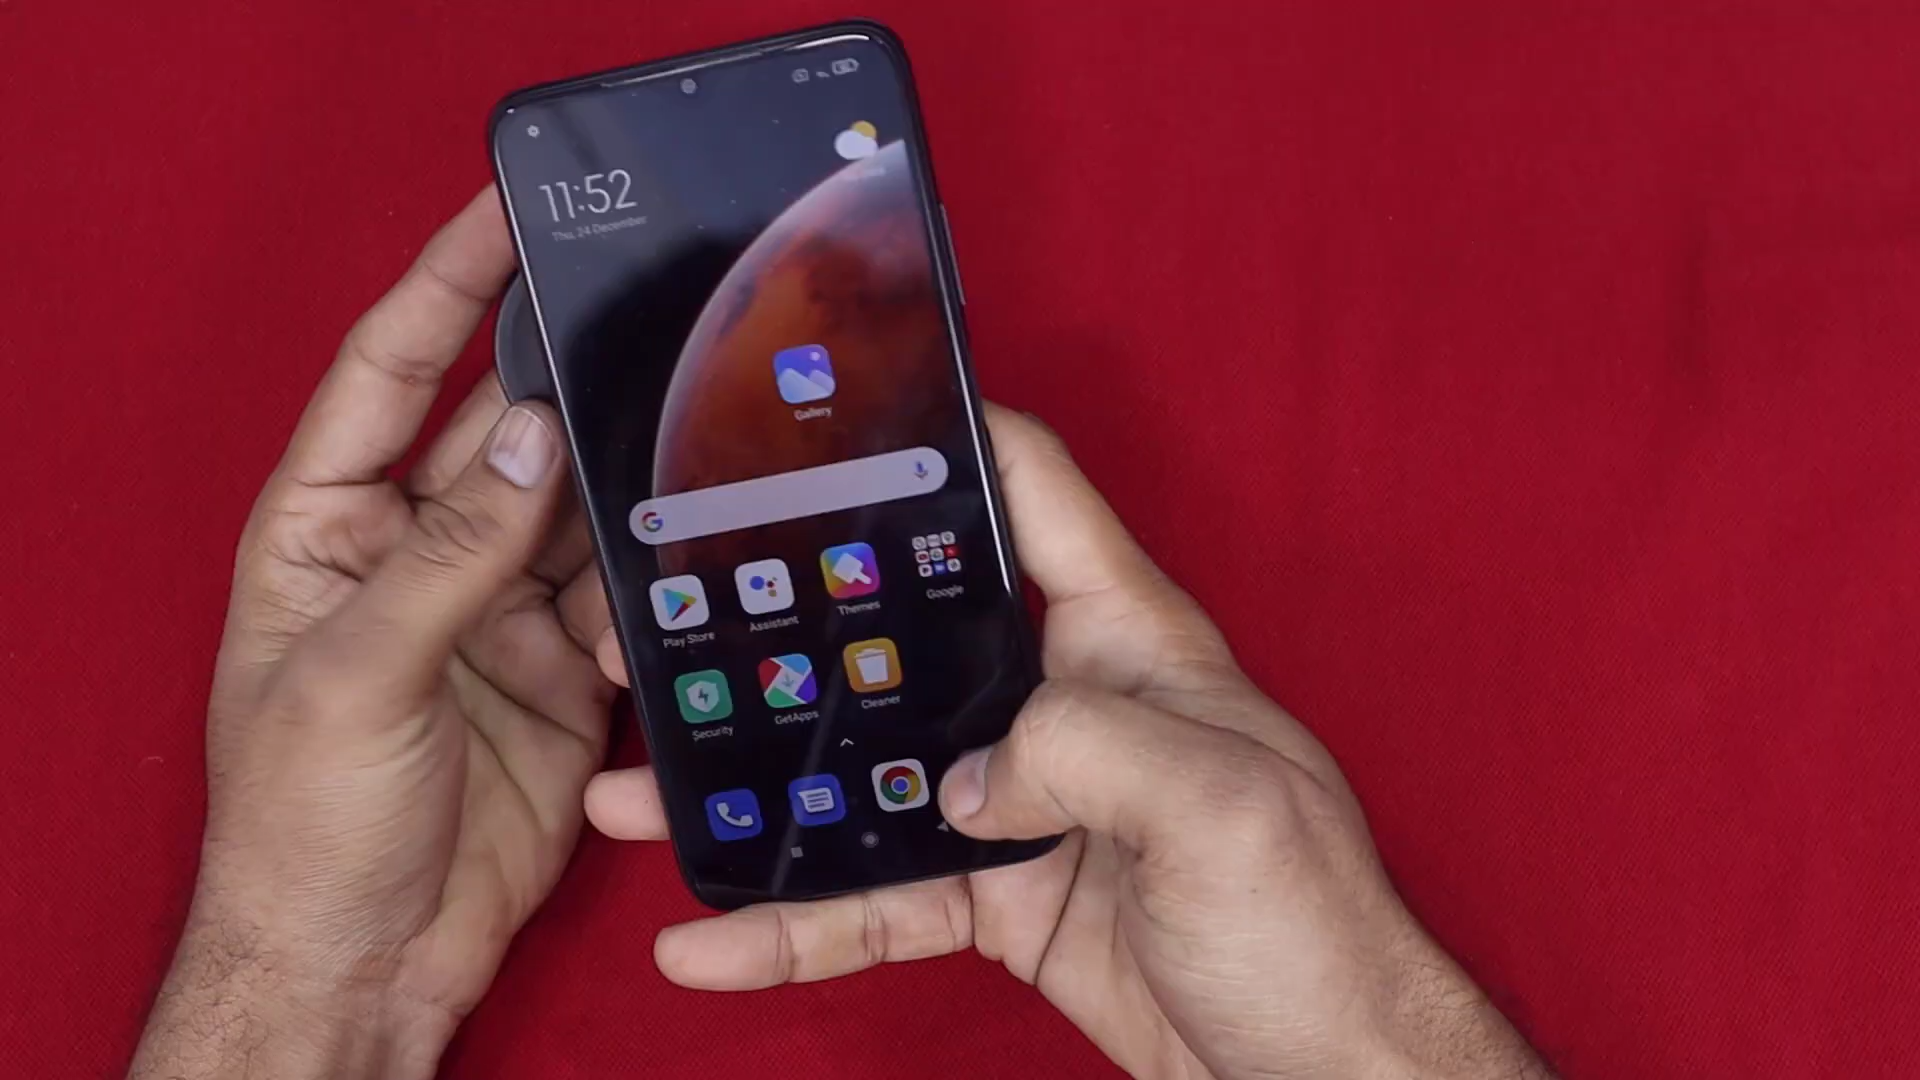 11:52
Thu, 24 December
Gallery
G
Play Store
Assistant
Themes
Google
Security
GetApps
Cleaner